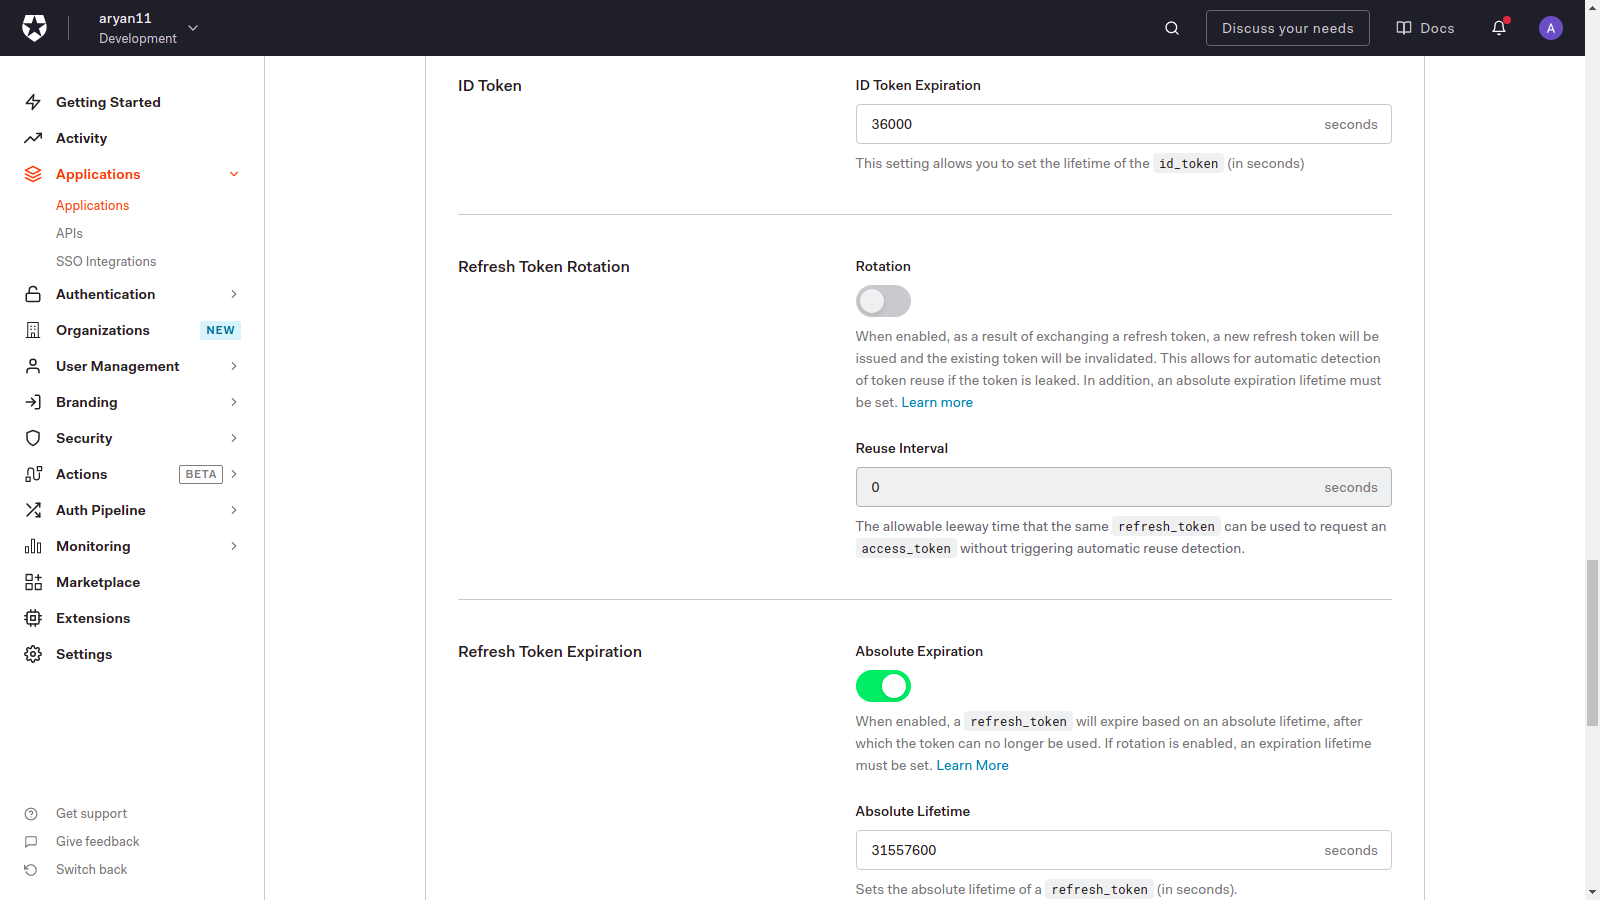 aryan11
Development
Discuss your needs
Docs
A
Getting Started
Activity
Applications
Applications
APIs
SSO Integrations
Authentication
Organizations NEW
User Management
Branding
Security
Actions BETA
Auth Pipeline
Monitoring
Marketplace
Extensions
Settings
Get support
Give feedback
Switch back
ID Token
ID Token Expiration
36000 seconds
This setting allows you to set the lifetime of the id_token (in seconds)
Refresh Token Rotation
Rotation
When enabled, as a result of exchanging a refresh token, a new refresh token will be
issued and the existing token will be invalidated. This allows for automatic detection
of token reuse if the token is leaked. In addition, an absolute expiration lifetime must
be set. Learn more
Reuse Interval
0 seconds
The allowable leeway time that the same refresh_token can be used to request an
access_token without triggering automatic reuse detection.
Refresh Token Expiration
Absolute Expiration
When enabled, a refresh_token will expire based on an absolute lifetime, after
which the token can no longer be used. If rotation is enabled, an expiration lifetime
must be set. Learn More
Absolute Lifetime
31557600 seconds
Sets the absolute lifetime of a refresh_token (in seconds).